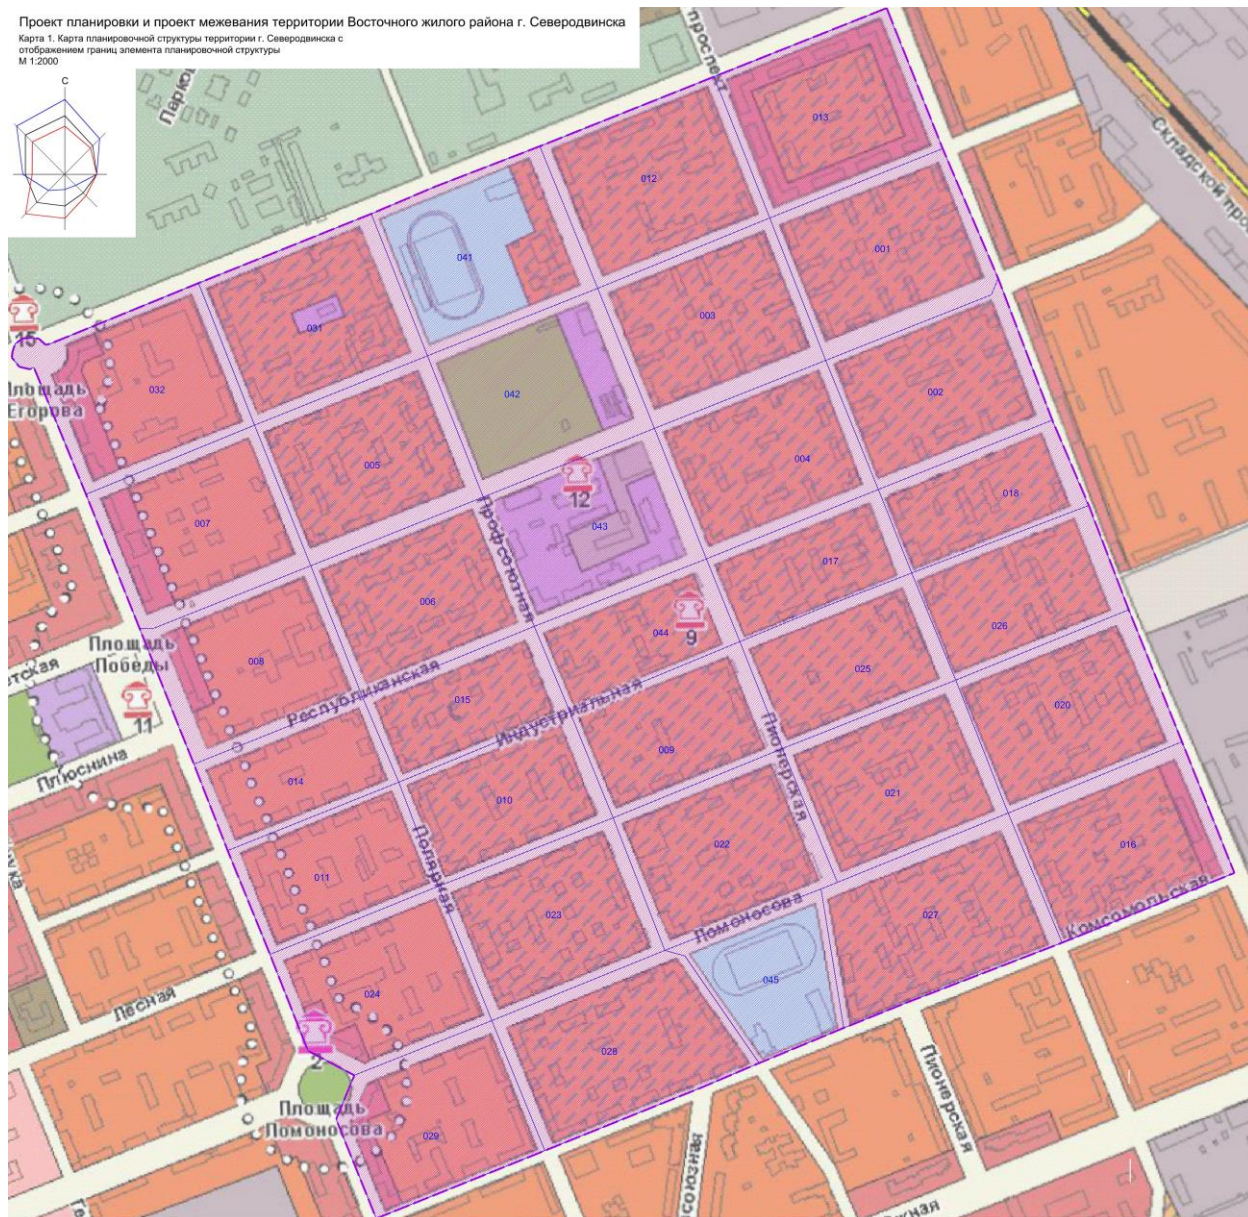 Проект планировки и проект межевания территории Восточного жилого района г. Северодвинска
Карта 1. Карта планировочной структуры территории г. Северодвинска с
отображением границ элемента планировочной структуры
М 1:2000
С
проспект
013
Складской
012
001
041
003
031
15
032
042
002
Площадь
Егорова
005
004
018
12
007
043
Профсоюзная
017
006
044
9
026
Площадь
Победы
008
025
Республиканская
015
020
11
Индустриальная
009
Пионерская
Плюснина
014
010
021
022
016
011
Полярная
023
027
Ломоносова
Комсомольская
045
024
Лесная
2
028
Пионерская
Площадь
Ломоносова
029